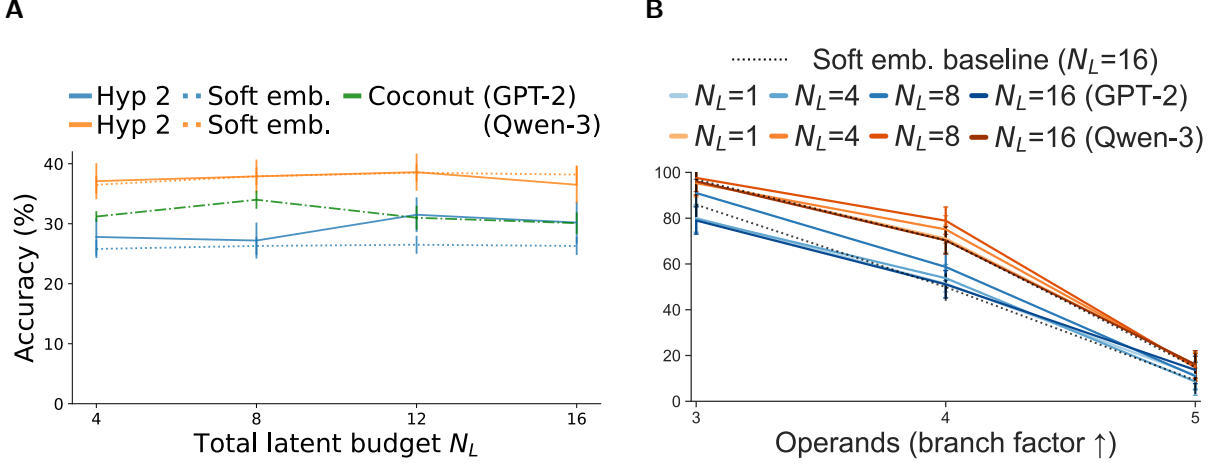 A
Hyp 2 Soft emb. Coconut (GPT-2)
Hyp 2 Soft emb. (Qwen-3)
Accuracy (%)
40
30
20
10
0
4 8 12 16
Total latent budget N_L
B
Soft emb. baseline (N_L=16)
N_L=1 N_L=4 N_L=8 N_L=16 (GPT-2)
N_L=1 N_L=4 N_L=8 N_L=16 (Qwen-3)
100
80
60
40
20
0
3 4 5
Operands (branch factor ↑)